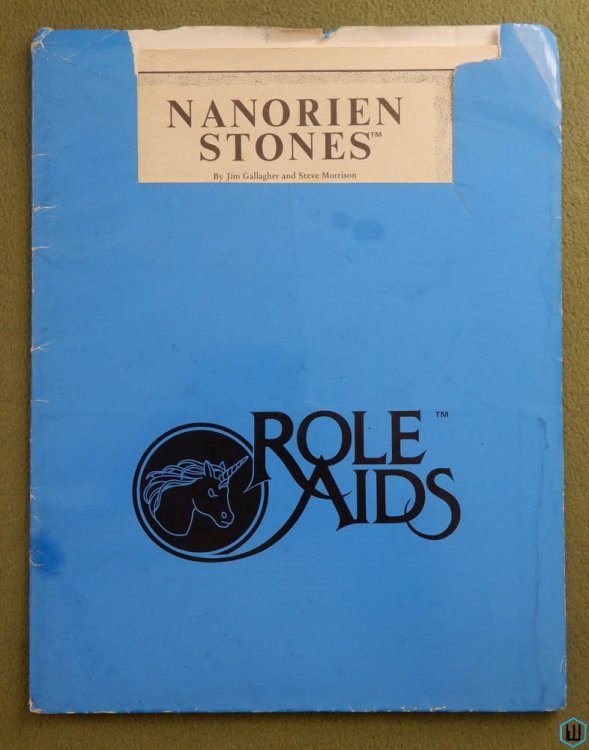 NANORIEN
STONES™
By Jim Gallagher and Steve Morrison
ROLE™
AIDS